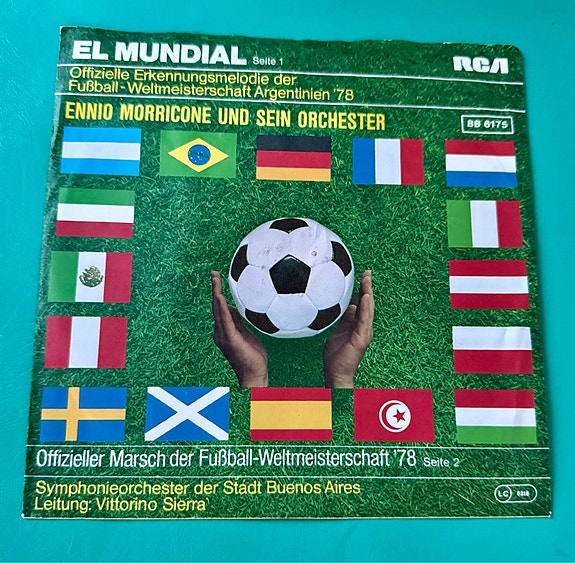 EL MUNDIAL Seite 1
RCA
Offizielle Erkennungsmelodie der
Fußball-Weltmeisterschaft Argentinien '78
ENNIO MORRICONE UND SEIN ORCHESTER
BB 6175
Offizieller Marsch der Fußball-Weltmeisterschaft '78 Seite 2
Symphonieorchester der Stadt Buenos Aires
Leitung: Vittorino Sierra
LC